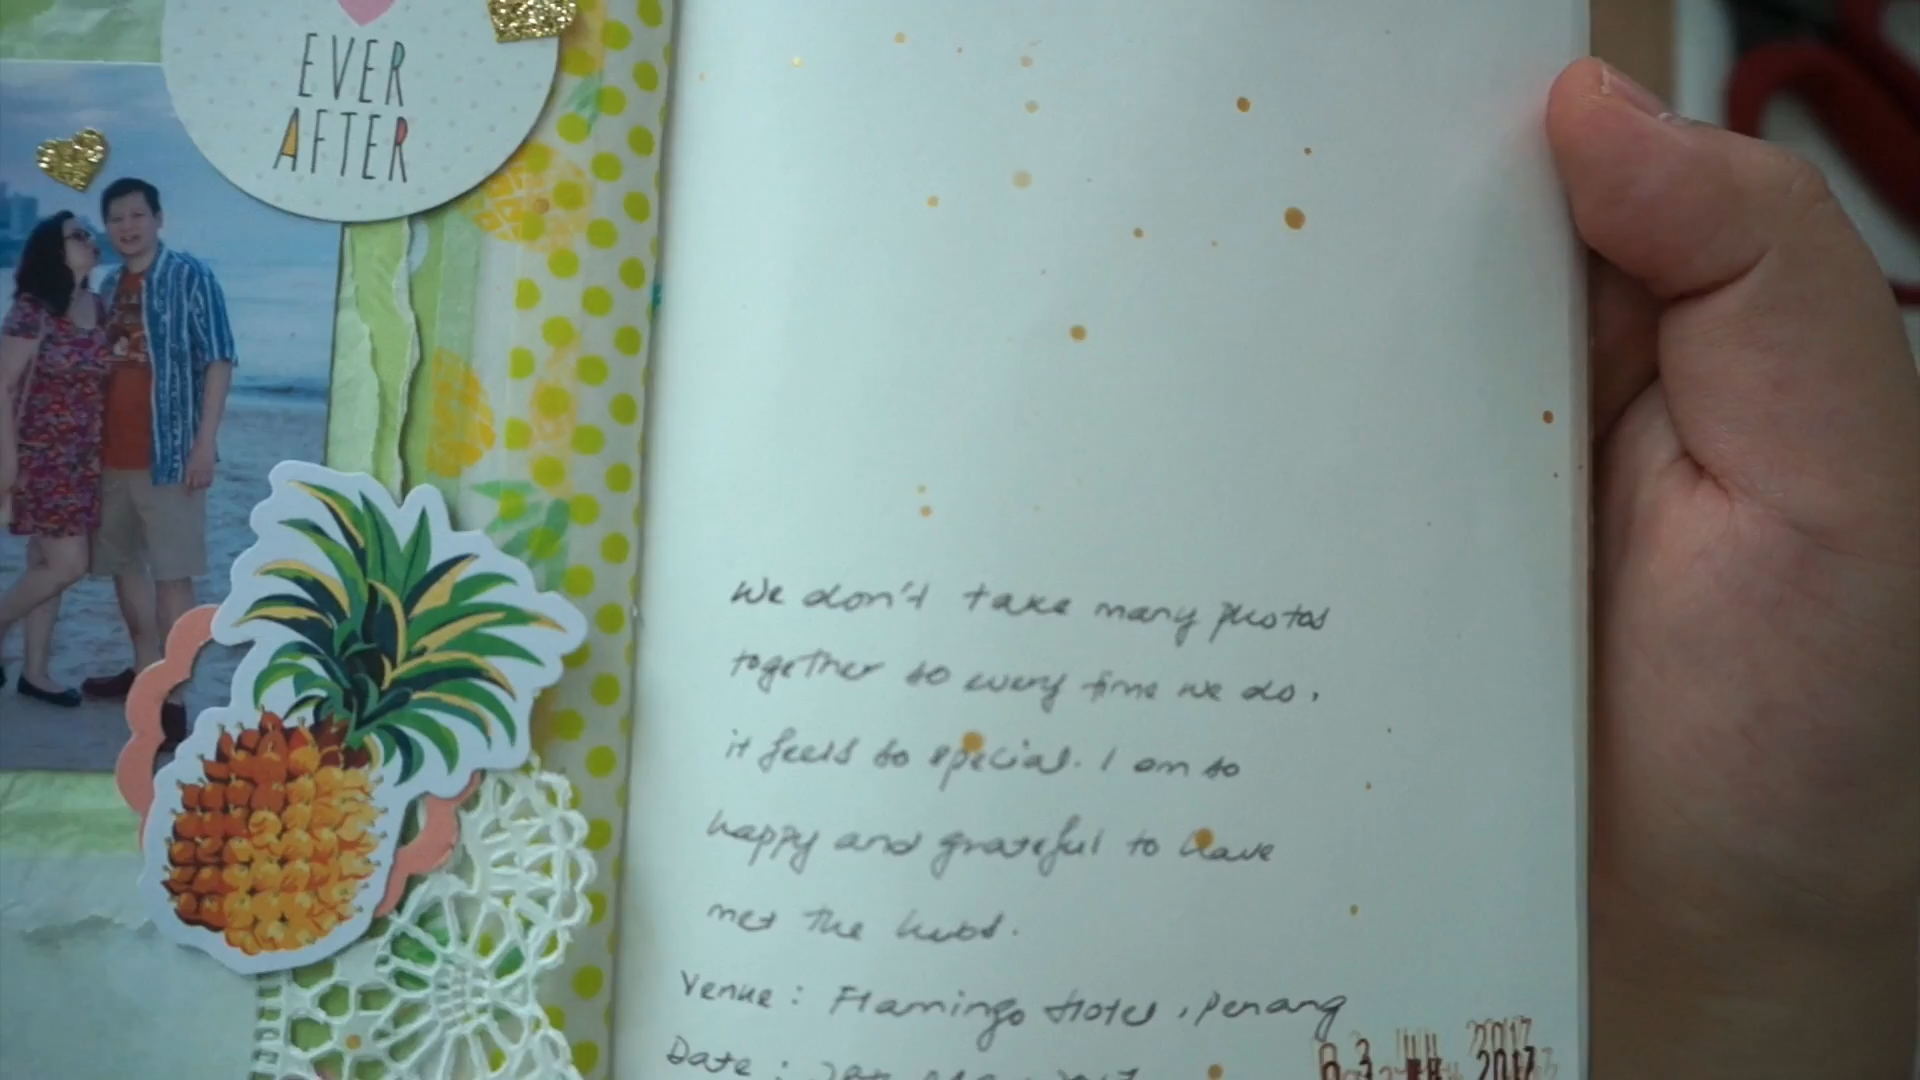 EVER
AFTER
We don't take many photos
together so every time we do,
it feels so special. I am so
happy and grateful to have
met the hubs.
Venue : Flamingo Hotel, Penang
Date :
2017